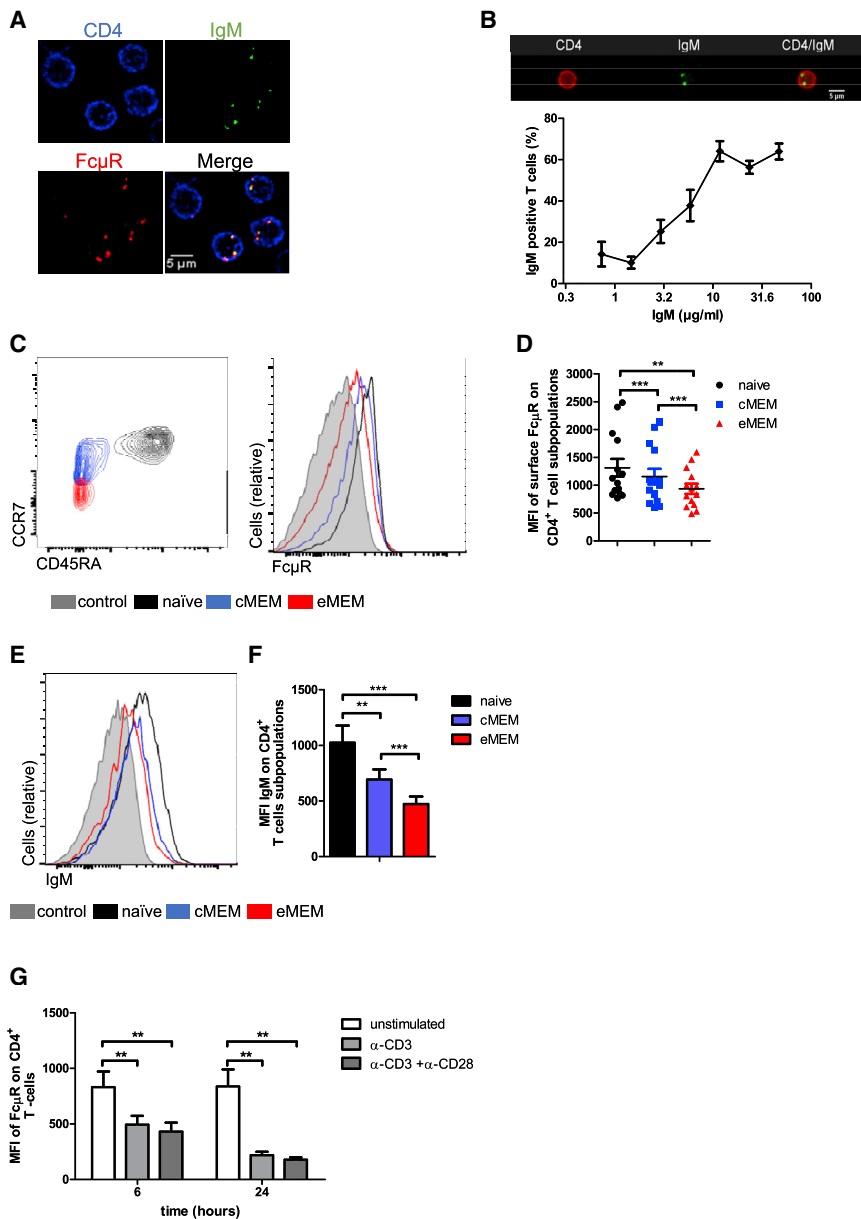 A
CD4 IgM
FcµR Merge
5 µm
B
CD4 IgM CD4/IgM
5 µm
IgM positive T cells (%)
80
60
40
20
0
0.3 1 3.2 10 31.6 100
IgM (µg/ml)
C
CCR7
CD45RA
Cells (relative)
FcµR
control naïve cMEM eMEM
D
MFI of surface FcµR on
CD4+ T cell subpopulations
3000
2500
2000
1500
1000
500
0
**
*** ***
naive
cMEM
eMEM
E
Cells (relative)
IgM
control naïve cMEM eMEM
F
MFI IgM on CD4+
T cells subpopulations
1500
1000
500
0
***
**
***
naive
cMEM
eMEM
G
MFI of FcµR on CD4+
T -cells
1500
1000
500
0
** **
** **
6 24
time (hours)
unstimulated
α-CD3
α-CD3 +α-CD28